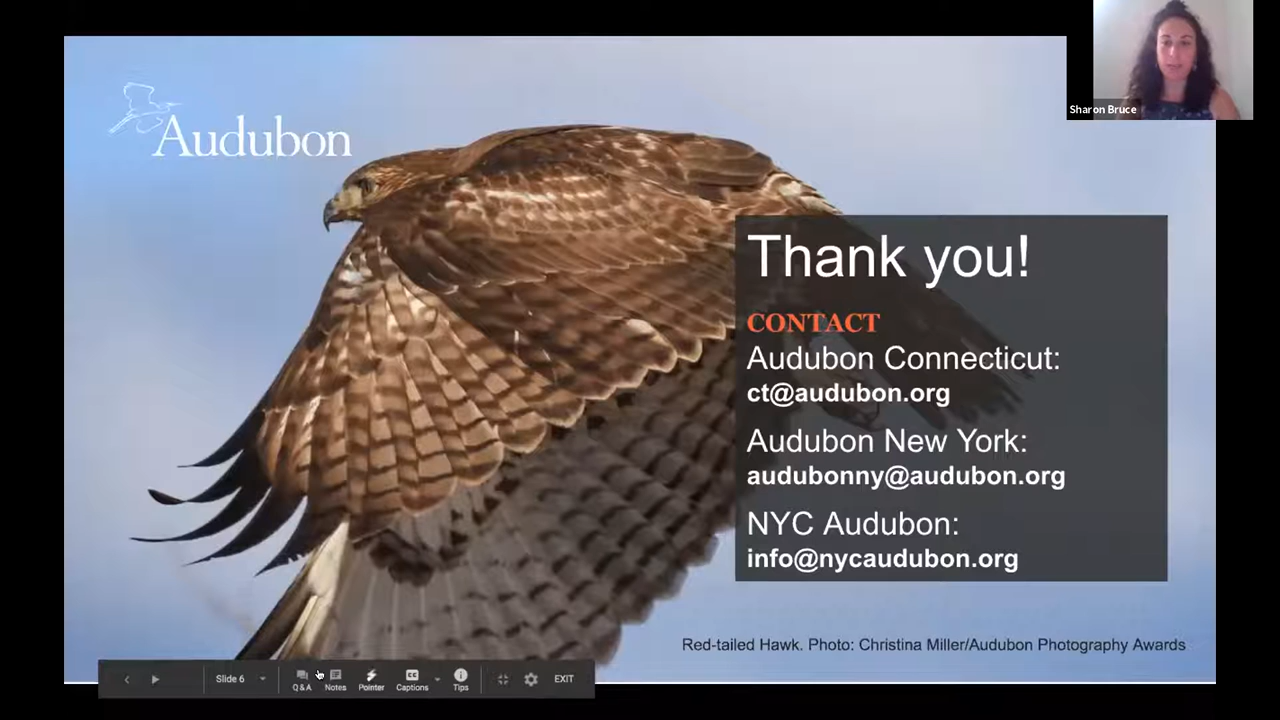 Sharon Bruce
Audubon
Thank you!
CONTACT
Audubon Connecticut:
ct@audubon.org
Audubon New York:
audubonny@audubon.org
NYC Audubon:
info@nycaudubon.org
Red-tailed Hawk. Photo: Christina Miller/Audubon Photography Awards
Slide 6
Q&A
Notes
Pointer
Captions
Tips
EXIT